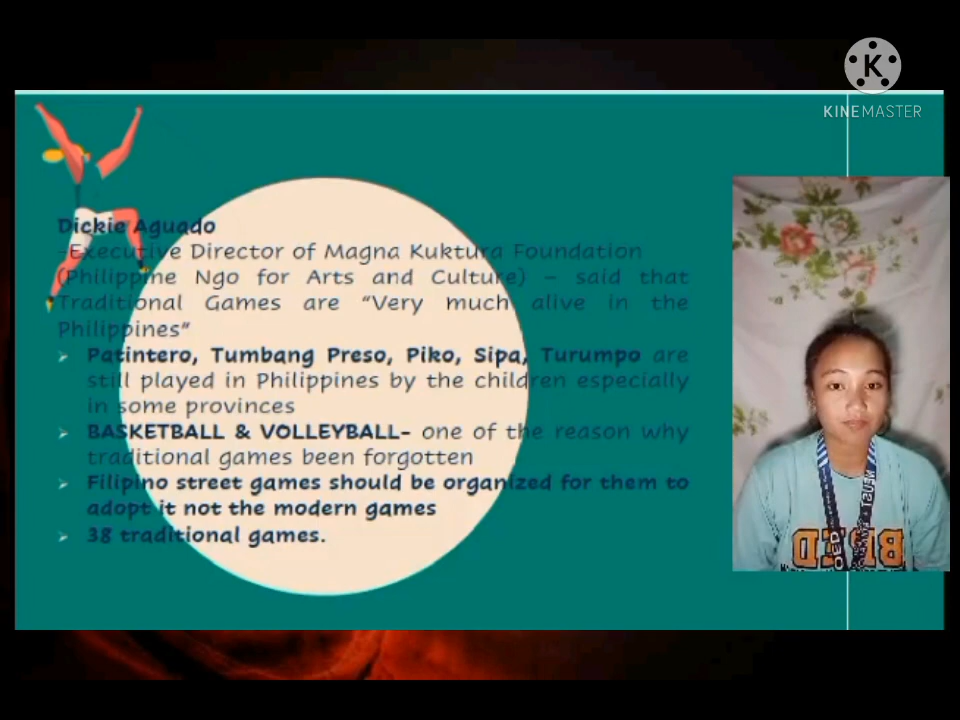 K
KINEMASTER
Dickie Aguado
-Executive Director of Magna Kuktura Foundation
(Philippine Ngo for Arts and Culture) – said that
Traditional Games are “Very much alive in the
Philippines”
➢ Patintero, Tumbang Preso, Piko, Sipa, Turumpo are
still played in Philippines by the children especially
in some provinces
➢ BASKETBALL & VOLLEYBALL- one of the reason why
traditional games been forgotten
➢ Filipino street games should be organized for them to
adopt it not the modern games
➢ 38 traditional games.
NEUST
BEED